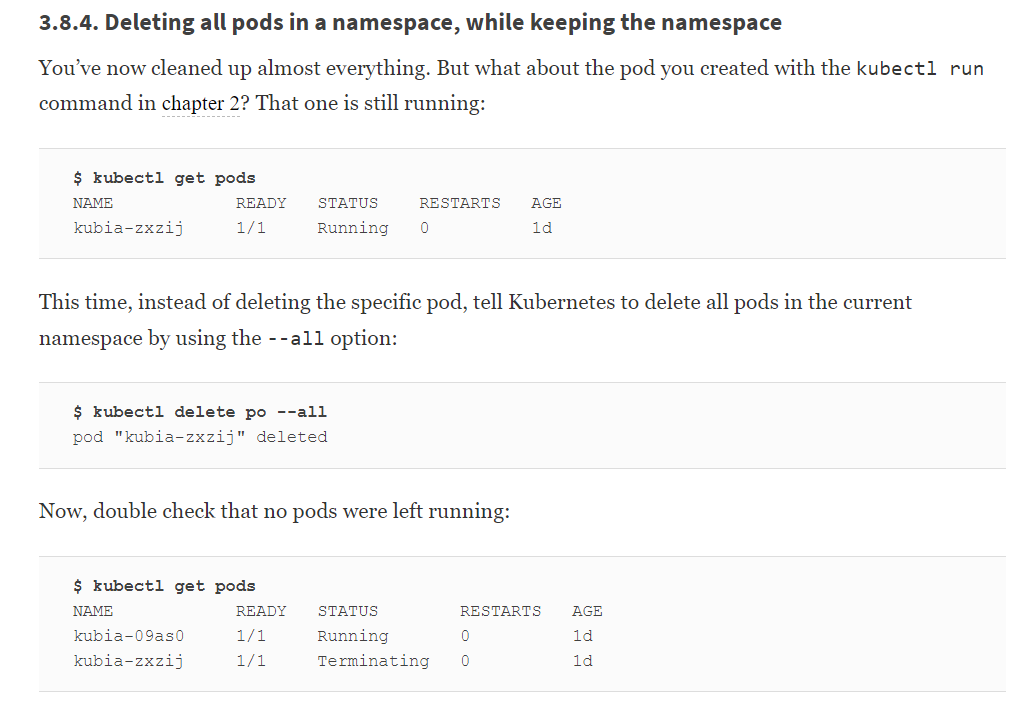 3.8.4. Deleting all pods in a namespace, while keeping the namespace
You’ve now cleaned up almost everything. But what about the pod you created with the kubectl run
command in chapter 2? That one is still running:
$ kubectl get pods
NAME READY STATUS RESTARTS AGE
kubia-zxzij 1/1 Running 0 1d
This time, instead of deleting the specific pod, tell Kubernetes to delete all pods in the current
namespace by using the --all option:
$ kubectl delete po --all
pod "kubia-zxzij" deleted
Now, double check that no pods were left running:
$ kubectl get pods
NAME READY STATUS RESTARTS AGE
kubia-09as0 1/1 Running 0 1d
kubia-zxzij 1/1 Terminating 0 1d